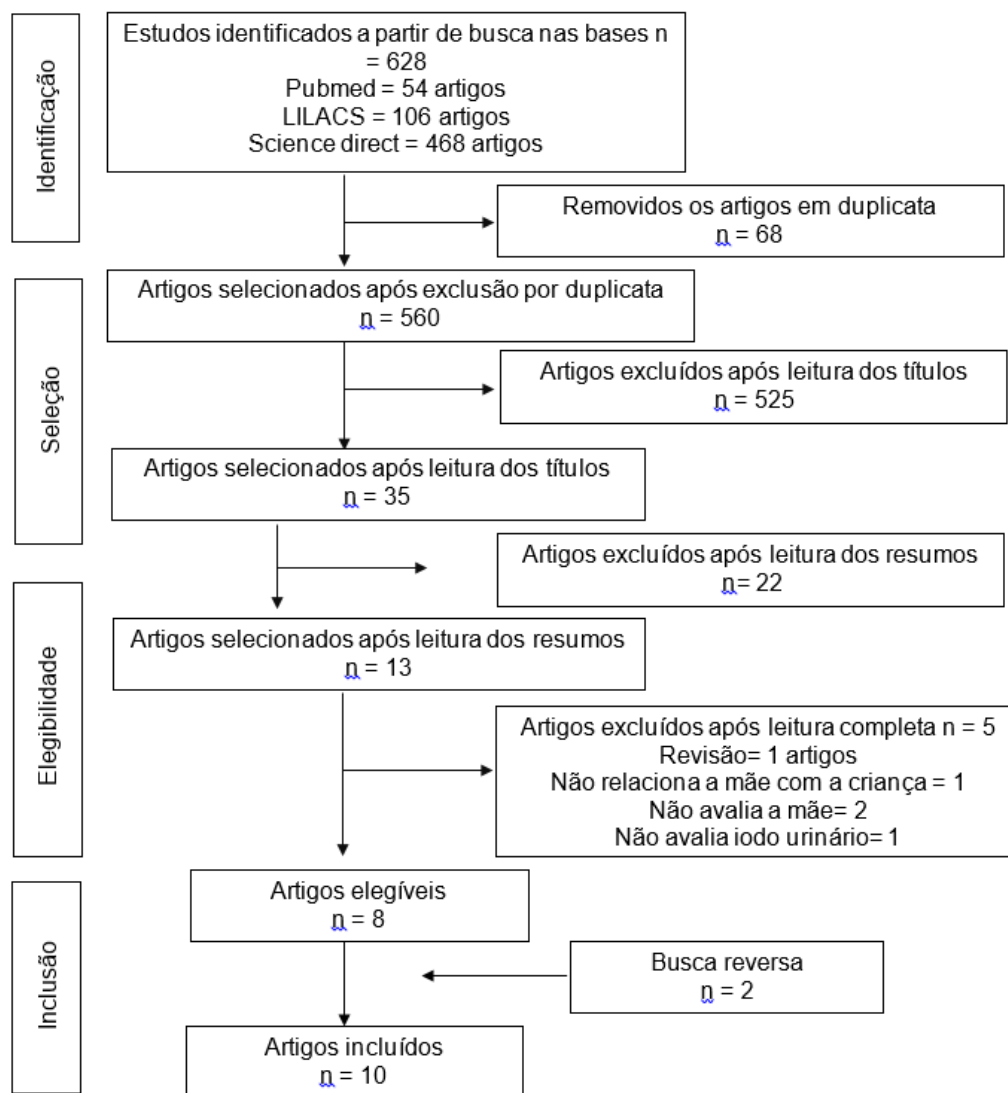 Identificação
Estudos identificados a partir de busca nas bases n
= 628
Pubmed = 54 artigos
LILACS = 106 artigos
Science direct = 468 artigos
Removidos os artigos em duplicata
n = 68
Seleção
Artigos selecionados após exclusão por duplicata
n = 560
Artigos excluídos após leitura dos títulos
n = 525
Artigos selecionados após leitura dos títulos
n = 35
Artigos excluídos após leitura dos resumos
n= 22
Elegibilidade
Artigos selecionados após leitura dos resumos
n = 13
Artigos excluídos após leitura completa n = 5
Revisão= 1 artigos
Não relaciona a mãe com a criança = 1
Não avalia a mãe= 2
Não avalia iodo urinário= 1
Inclusão
Artigos elegíveis
n = 8
Busca reversa
n = 2
Artigos incluídos
n = 10